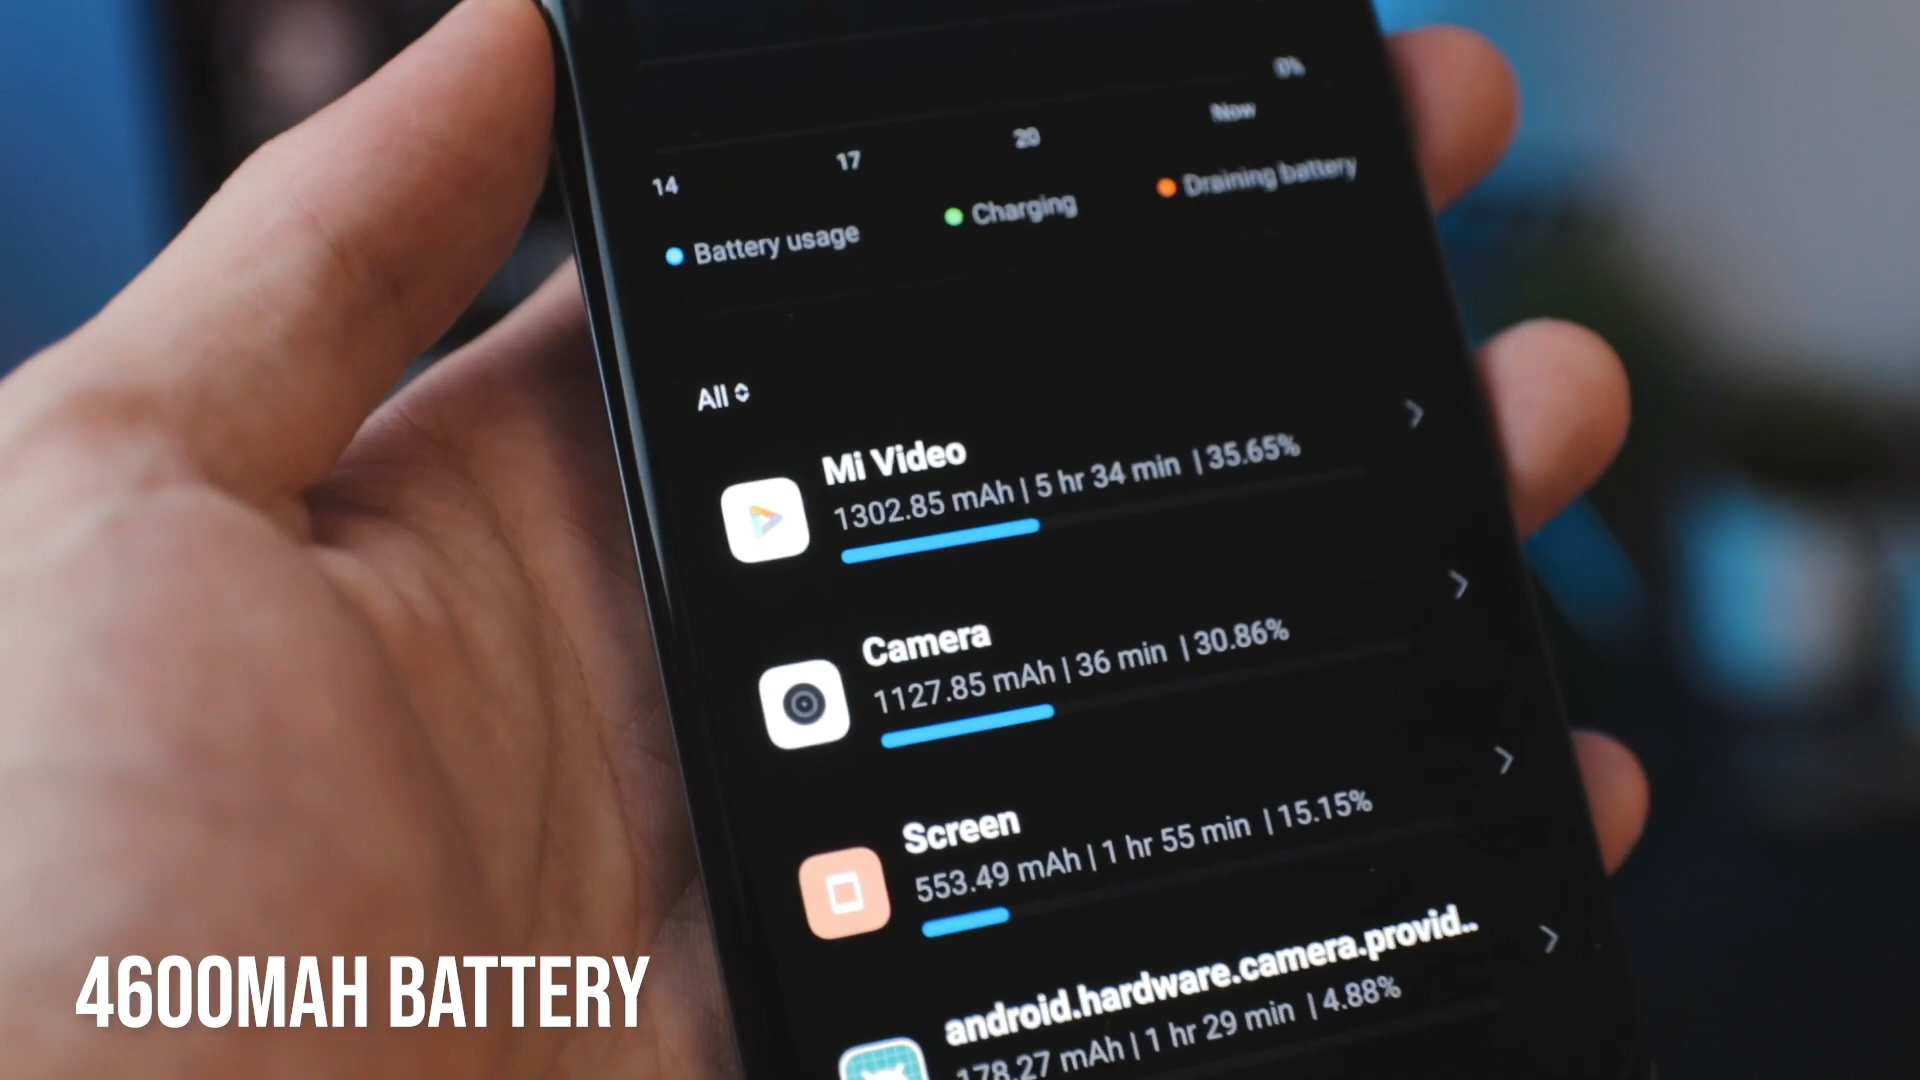 0%
14 17 20 Now
Battery usage Charging Draining battery
All
Mi Video
1302.85 mAh | 5 hr 34 min | 35.65%
Camera
1127.85 mAh | 36 min | 30.86%
Screen
553.49 mAh | 1 hr 55 min | 15.15%
android.hardware.camera.provid..
178.27 mAh | 1 hr 29 min | 4.88%
4600MAH BATTERY